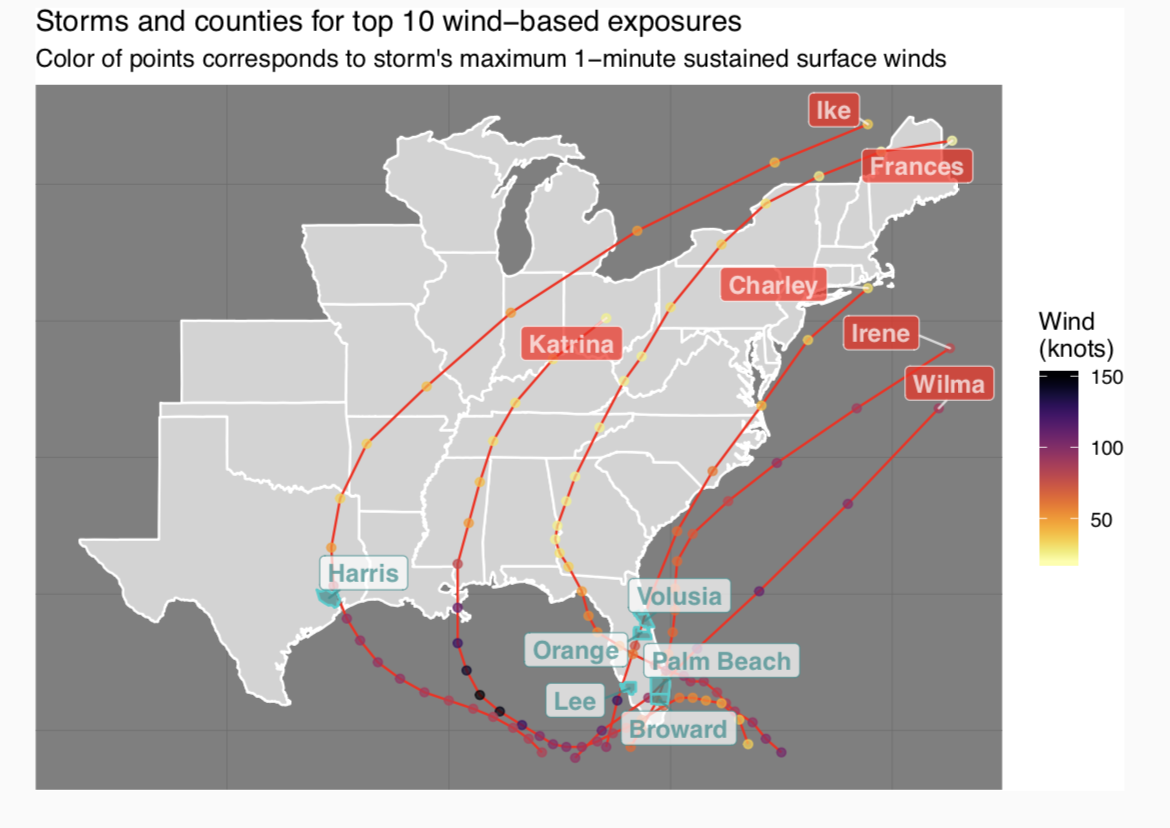 Storms and counties for top 10 wind−based exposures
Color of points corresponds to storm's maximum 1−minute sustained surface winds
Ike
Frances
Charley
Irene
Katrina
Wilma
Wind
(knots)
150
100
50
Harris
Volusia
Orange
Palm Beach
Lee
Broward